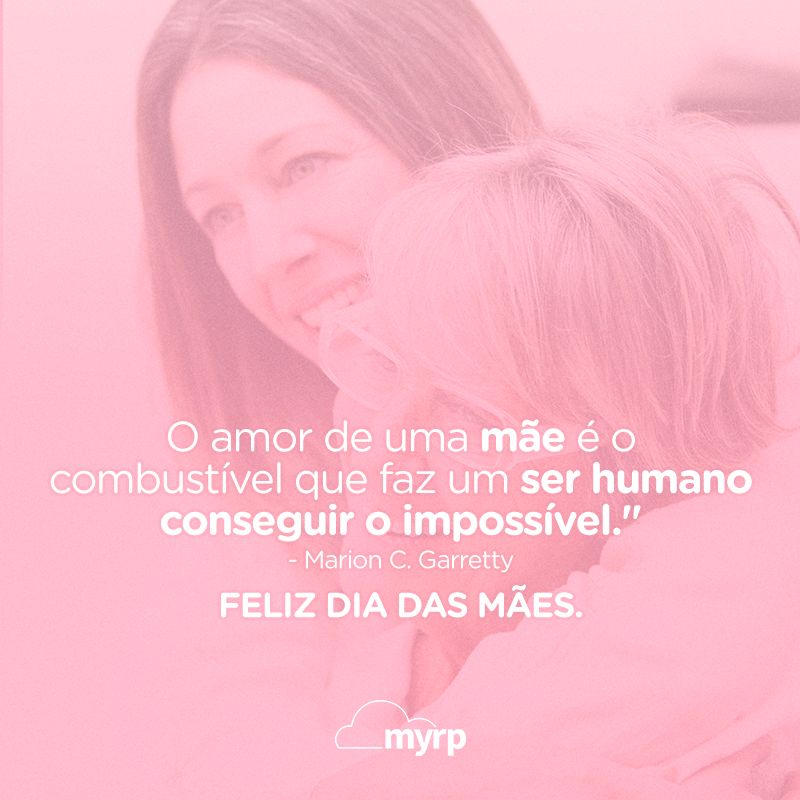 O amor de uma mãe é o
combustível que faz um ser humano
conseguir o impossível."
- Marion C. Garretty
FELIZ DIA DAS MÃES.
myrp